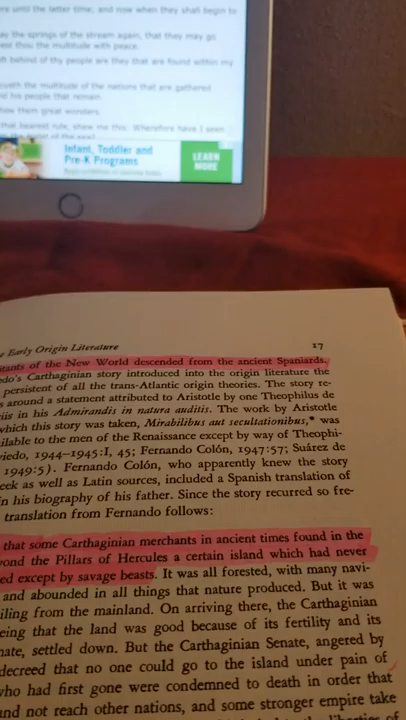 until the latter time; and now when they shall begin to
the springs of the stream again, that they may go
thou the multitude with peace.
behind of thy people are they that are found within my
the multitude of the nations that are gathered
his people that remain.
them great wonders.
that bearest rule, shew me this: Wherefore have I seen
Infant, Toddler and
Pre-K Programs
LEARN
MORE
e Early Origin Literature
17
tants of the New World descended from the ancient Spaniards.
edo's Carthaginian story introduced into the origin literature the
persistent of all the trans-Atlantic origin theories. The story re-
s around a statement attributed to Aristotle by one Theophilus de
riis in his Admirandis in natura auditis. The work by Aristotle
which this story was taken, Mirabilibus aut secultationibus,* was
ilable to the men of the Renaissance except by way of Theophi-
viedo, 1944–1945:I, 45; Fernando Colón, 1947:57; Suárez de
1949:5). Fernando Colón, who apparently knew the story
eek as well as Latin sources, included a Spanish translation of
in his biography of his father. Since the story recurred so fre-
translation from Fernando follows:
that some Carthaginian merchants in ancient times found in the
yond the Pillars of Hercules a certain island which had never
ed except by savage beasts. It was all forested, with many navi-
and abounded in all things that nature produced. But it was
iling from the mainland. On arriving there, the Carthaginian
eing that the land was good because of its fertility and its
nate, settled down. But the Carthaginian Senate, angered by
decreed that no one could go to the island under pain of
who had first gone were condemned to death in order that
und not reach other nations, and some stronger empire take